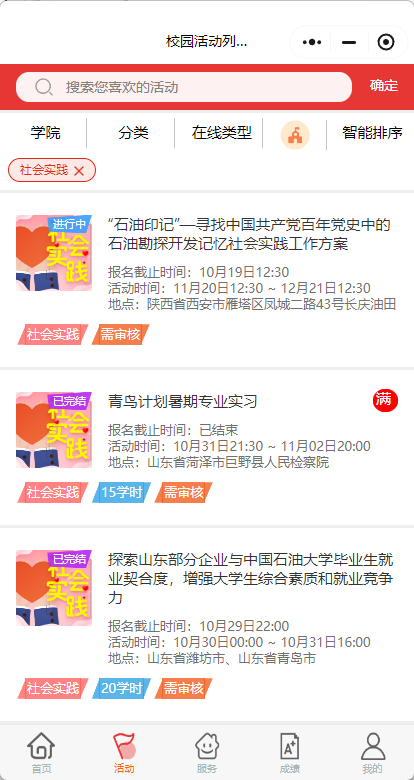 校园活动列...
搜索您喜欢的活动
确定
学院
分类
在线类型
智能排序
社会实践
进行中
社会
实践
“石油印记”—寻找中国共产党百年党史中的
石油勘探开发记忆社会实践工作方案
报名截止时间：10月19日12:30
活动时间：11月20日12:30 ~ 12月21日12:30
地点：陕西省西安市雁塔区凤城二路43号长庆油田
社会实践
需审核
已完结
社会
实践
青鸟计划暑期专业实习
满
报名截止时间：已结束
活动时间：10月31日21:30 ~ 11月02日20:00
地点：山东省菏泽市巨野县人民检察院
社会实践
15学时
需审核
已完结
社会
实践
探索山东部分企业与中国石油大学毕业生就
业契合度，增强大学生综合素质和就业竞争
力
报名截止时间：10月29日22:00
活动时间：10月30日00:00 ~ 10月31日16:00
地点：山东省潍坊市、山东省青岛市
社会实践
20学时
需审核
首页
活动
服务
成绩
我的